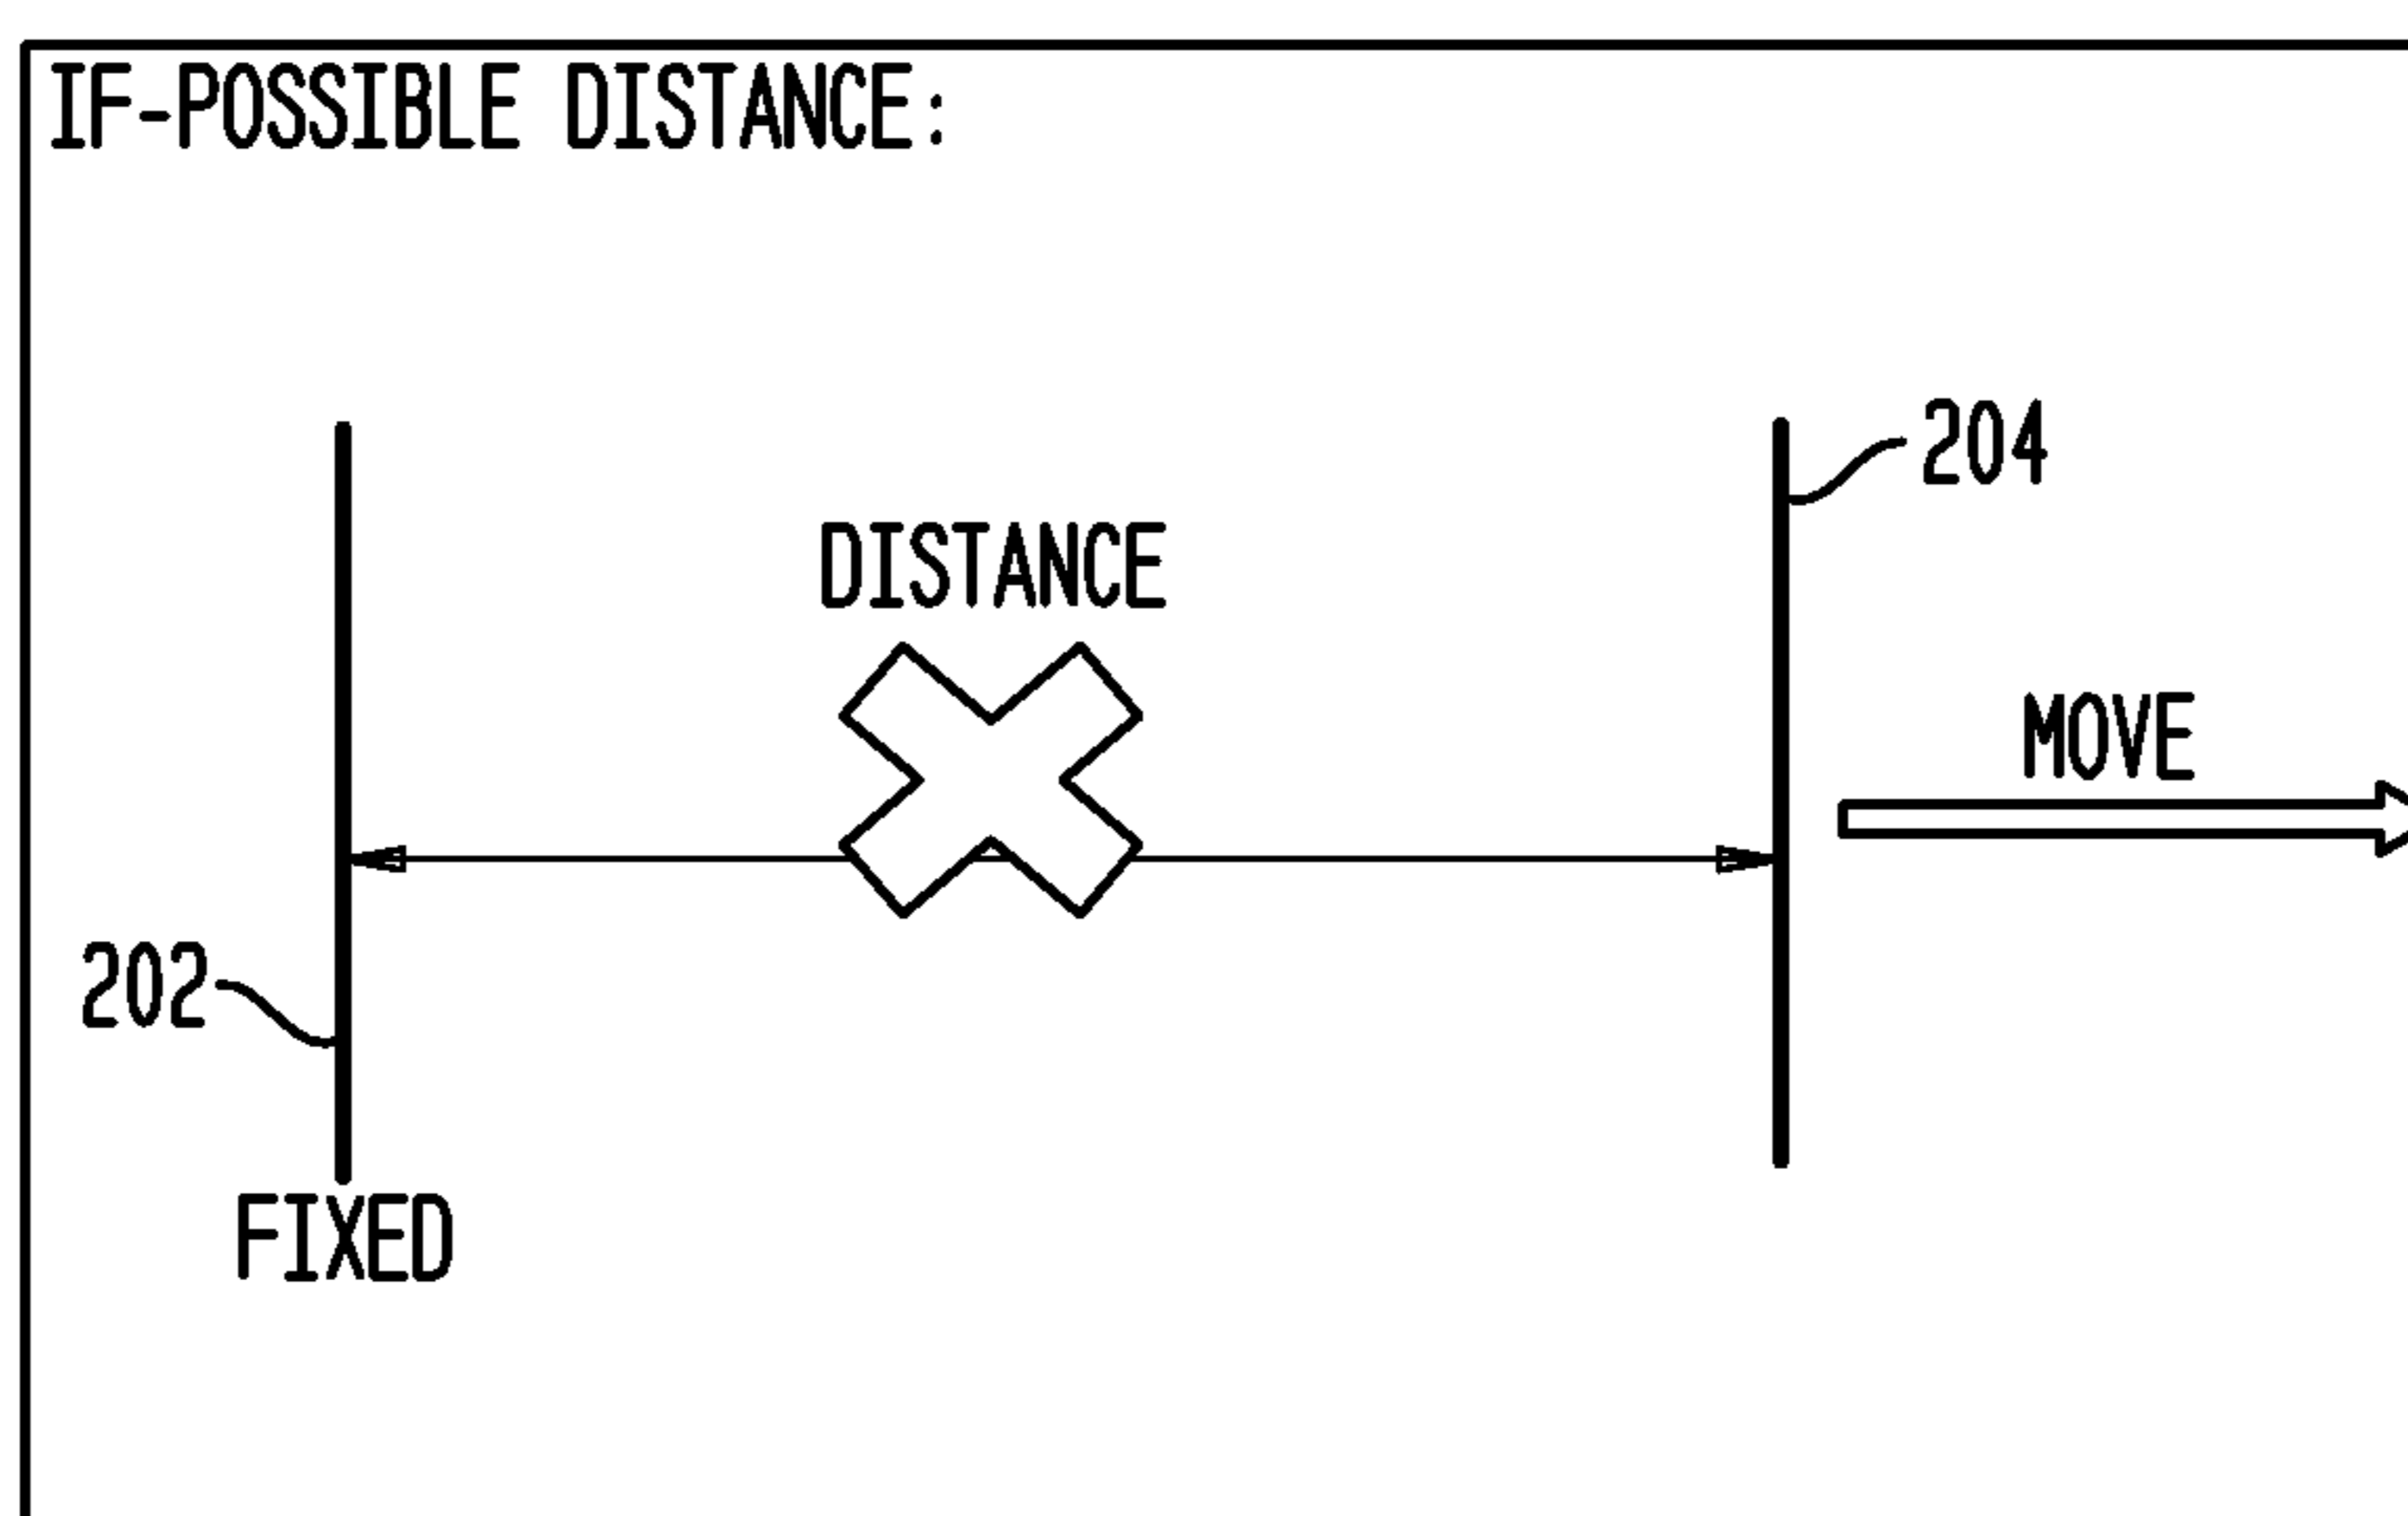 IF-POSSIBLE DISTANCE:
204
DISTANCE
MOVE
202
FIXED